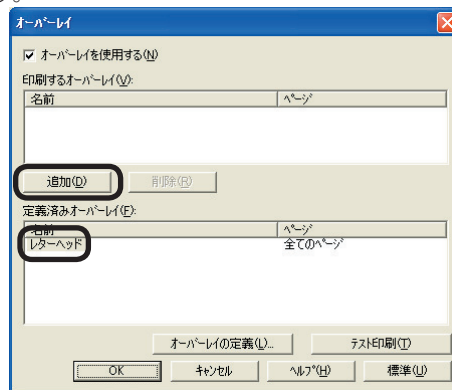 オーバーレイ
オーバーレイを使用する(N)
印刷するオーバーレイ(V):
名前 ページ
追加(D) 削除(R)
定義済みオーバーレイ(F):
名前 ページ
レターヘッド 全てのページ
オーバーレイの定義(L)... テスト印刷(T)
OK キャンセル ヘルプ(H) 標準(U)